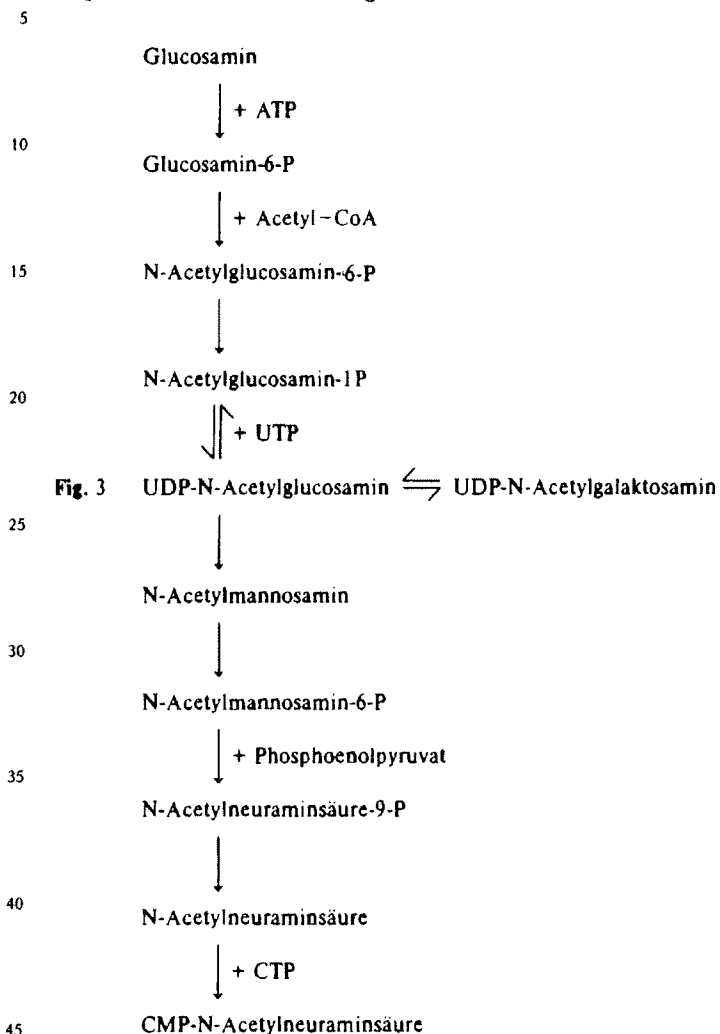 5
Glucosamin
+ ATP
10
Glucosamin-6-P
+ Acetyl-CoA
15 N-Acetylglucosamin-6-P
N-Acetylglucosamin-1P
20
+ UTP
Fig. 3 UDP-N-Acetylglucosamin UDP-N-Acetylgalaktosamin
25
N-Acetylmannosamin
30
N-Acetylmannosamin-6-P
+ Phosphoenolpyruvat
35
N-Acetylneuraminsäure-9-P
40
N-Acetylneuraminsäure
+ CTP
45 CMP-N-Acetylneuraminsäure